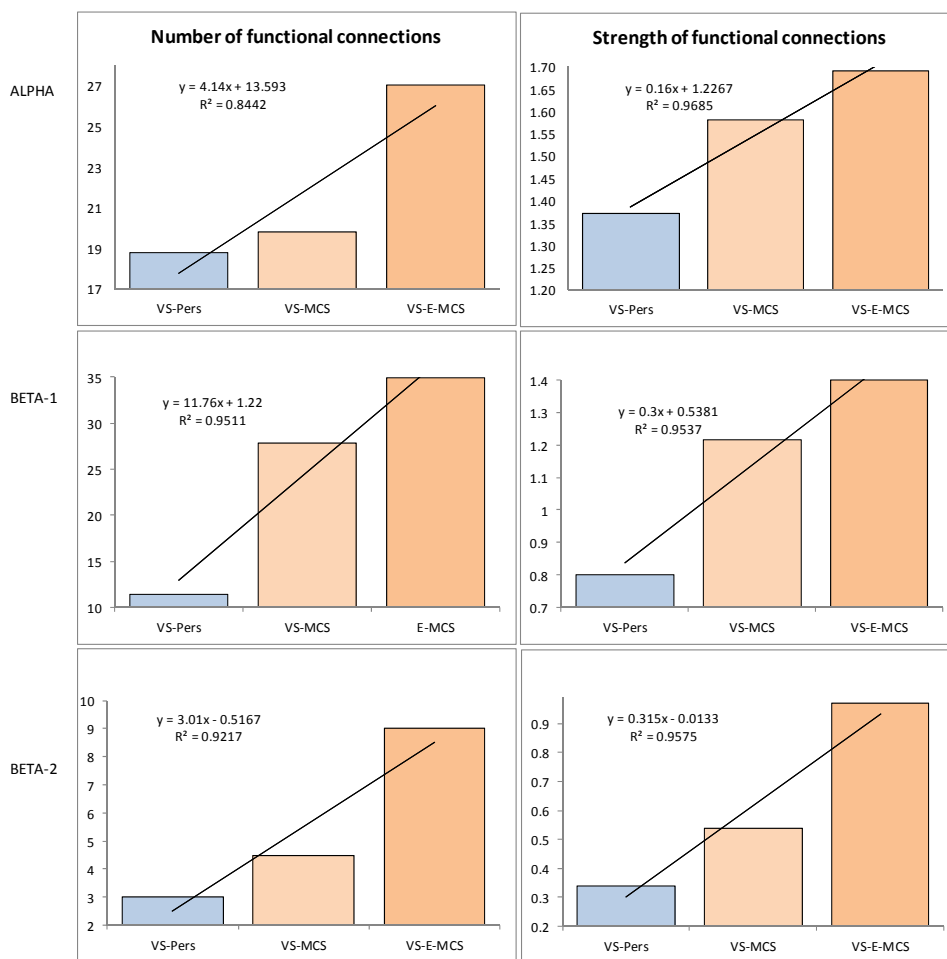 Number of functional connections
Strength of functional connections
ALPHA
y = 4.14x + 13.593
R² = 0.8442
27
25
23
21
19
17
VS-Pers VS-MCS VS-E-MCS
y = 0.16x + 1.2267
R² = 0.9685
1.70
1.65
1.60
1.55
1.50
1.45
1.40
1.35
1.30
1.25
1.20
VS-Pers VS-MCS VS-E-MCS
BETA-1
y = 11.76x + 1.22
R² = 0.9511
35
30
25
20
15
10
VS-Pers VS-MCS E-MCS
y = 0.3x + 0.5381
R² = 0.9537
1.4
1.3
1.2
1.1
1
0.9
0.8
0.7
VS-Pers VS-MCS VS-E-MCS
BETA-2
y = 3.01x - 0.5167
R² = 0.9217
10
9
8
7
6
5
4
3
2
VS-Pers VS-MCS VS-E-MCS
y = 0.315x - 0.0133
R² = 0.9575
0.9
0.8
0.7
0.6
0.5
0.4
0.3
0.2
VS-Pers VS-MCS VS-E-MCS